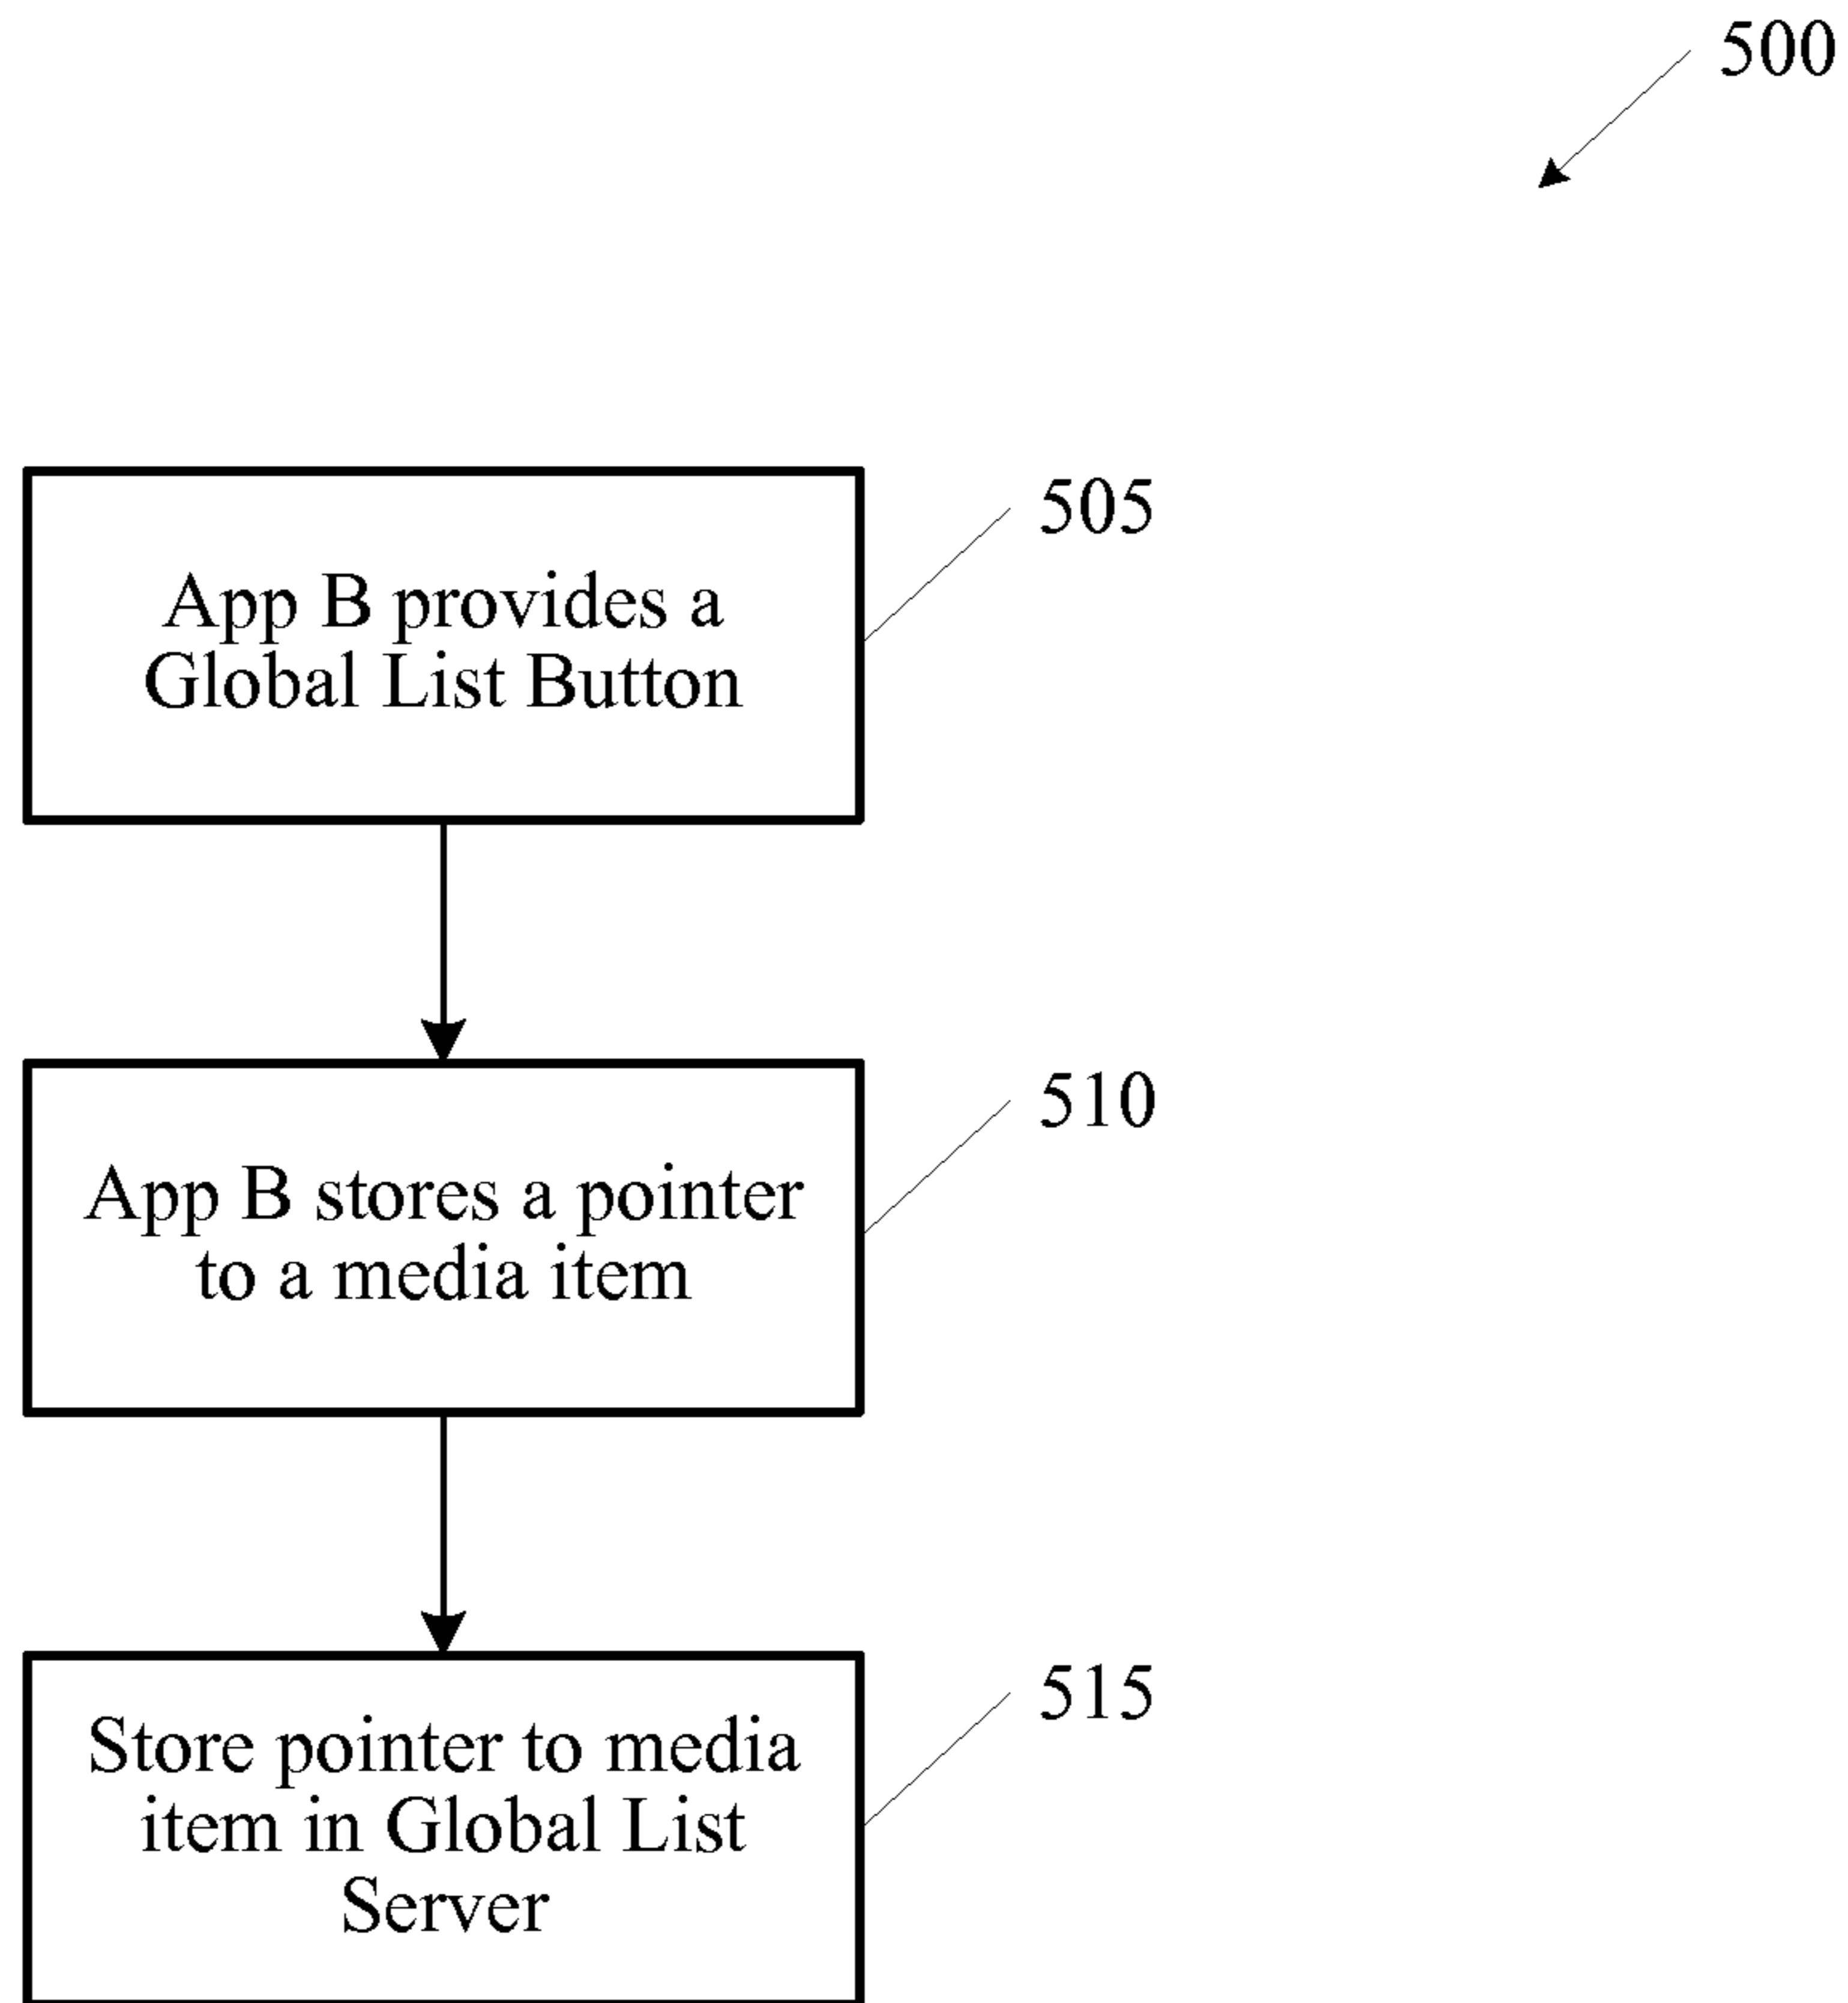 500
505
App B provides a
Global List Button
510
App B stores a pointer
to a media item
515
Store pointer to media
item in Global List
Server